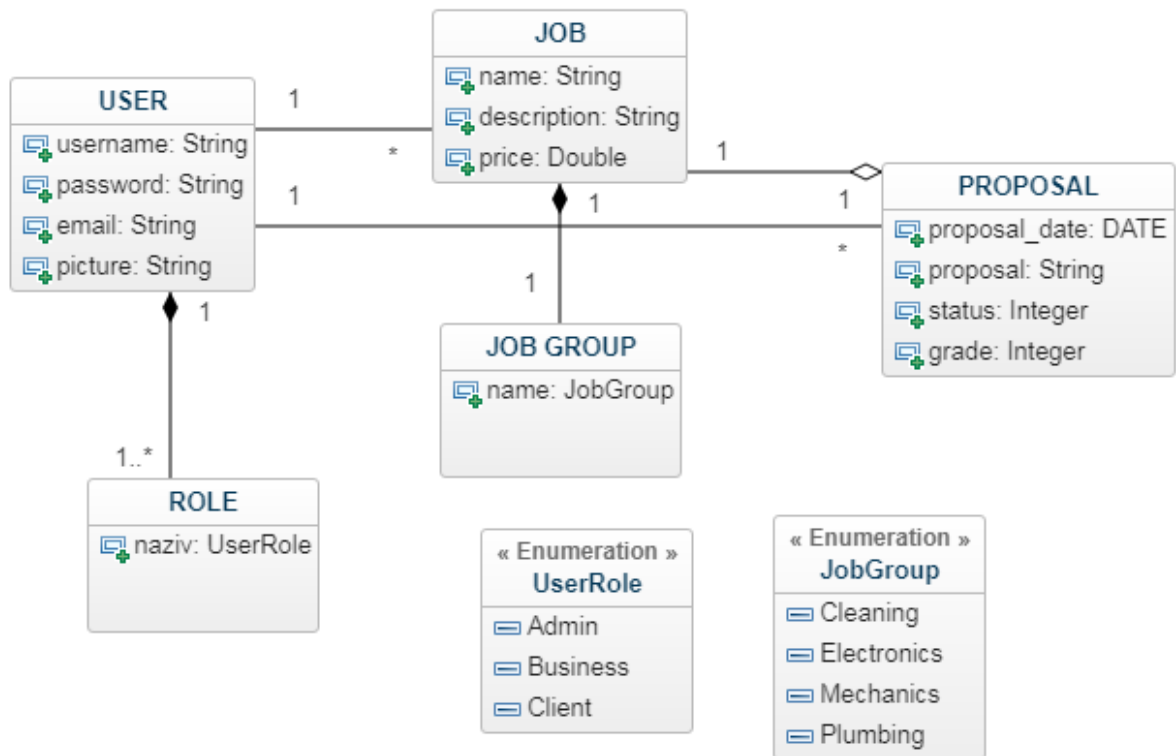 JOB
name: String
description: String
price: Double
USER
username: String
password: String
email: String
picture: String
1
*
1
1
*
1
PROPOSAL
proposal_date: DATE
proposal: String
status: Integer
grade: Integer
1
1
JOB GROUP
name: JobGroup
1
1..*
ROLE
naziv: UserRole
« Enumeration »
UserRole
Admin
Business
Client
« Enumeration »
JobGroup
Cleaning
Electronics
Mechanics
Plumbing